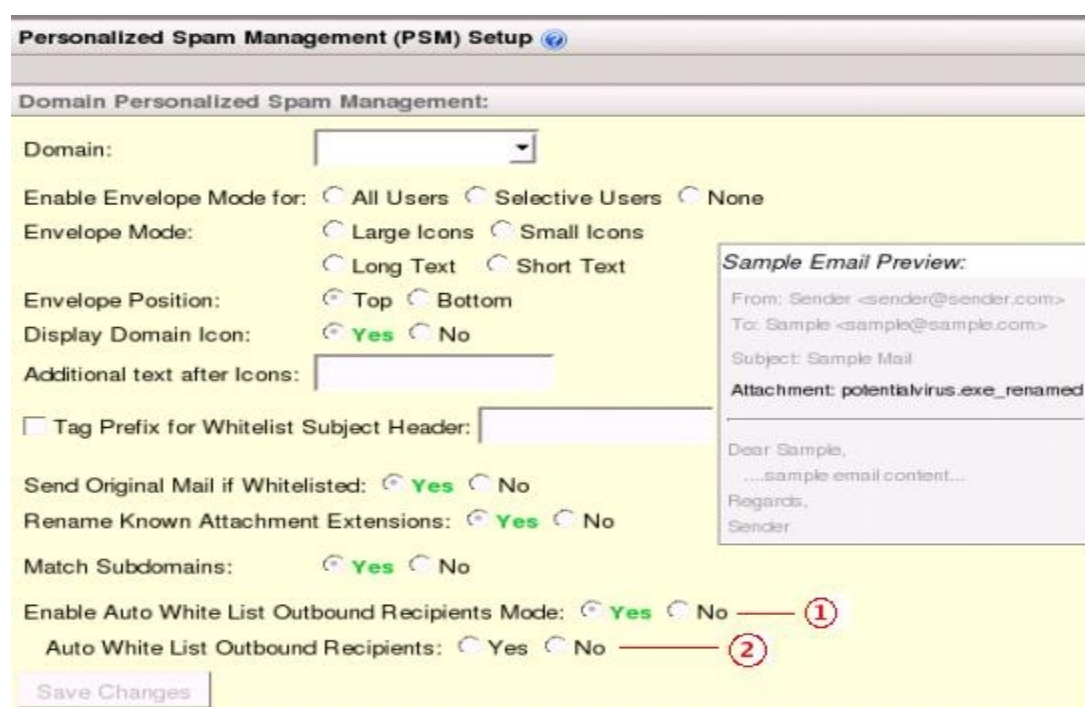 Personalized Spam Management (PSM) Setup
Domain Personalized Spam Management:
Domain:
Enable Envelope Mode for: All Users Selective Users None
Envelope Mode: Large Icons Small Icons
Long Text Short Text
Envelope Position: Top Bottom
Display Domain Icon: Yes No
Additional text after Icons:
Tag Prefix for Whitelist Subject Header:
Send Original Mail if Whitelisted: Yes No
Rename Known Attachment Extensions: Yes No
Match Subdomains: Yes No
Enable Auto White List Outbound Recipients Mode: Yes No 1
Auto White List Outbound Recipients: Yes No 2
Save Changes
Sample Email Preview:
From: Sender <sender@sender.com>
To: Sample <sample@sample.com>
Subject: Sample Mail
Attachment: potentialvirus.exe_renamed
Dear Sample,
....sample email content...
Regards,
Sender